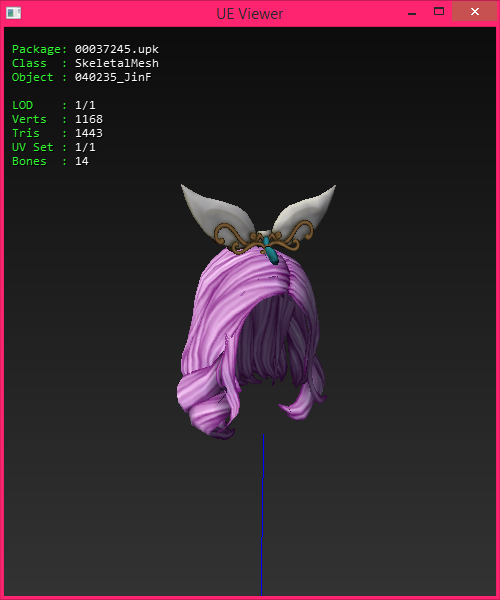 UE Viewer
Package: 00037245.upk
Class : SkeletalMesh
Object : 040235_JinF
LOD : 1/1
Verts : 1168
Tris : 1443
UV Set : 1/1
Bones : 14